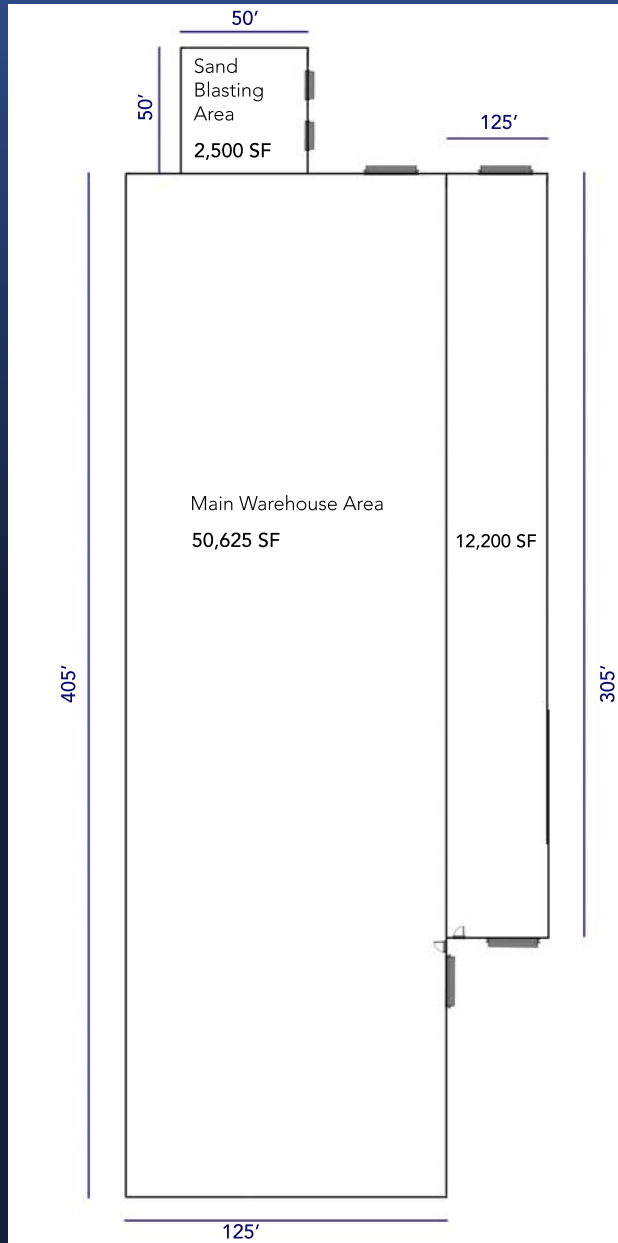 50′
Sand
Blasting
Area
2,500 SF
50′
125′
Main Warehouse Area
50,625 SF
12,200 SF
405′
305′
125′